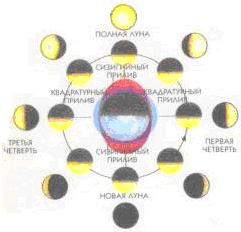 ПОЛНАЯ ЛУНА
СИЗИГИЙНЫЙ
ПРИЛИВ
КВАДРАТУРНЫЙ
ПРИЛИВ
КВАДРАТУРНЫЙ
ПРИЛИВ
ТРЕТЬЯ
ЧЕТВЕРТЬ
ПЕРВАЯ
ЧЕТВЕРТЬ
СИЗИГИЙНЫЙ
ПРИЛИВ
НОВАЯ ЛУНА